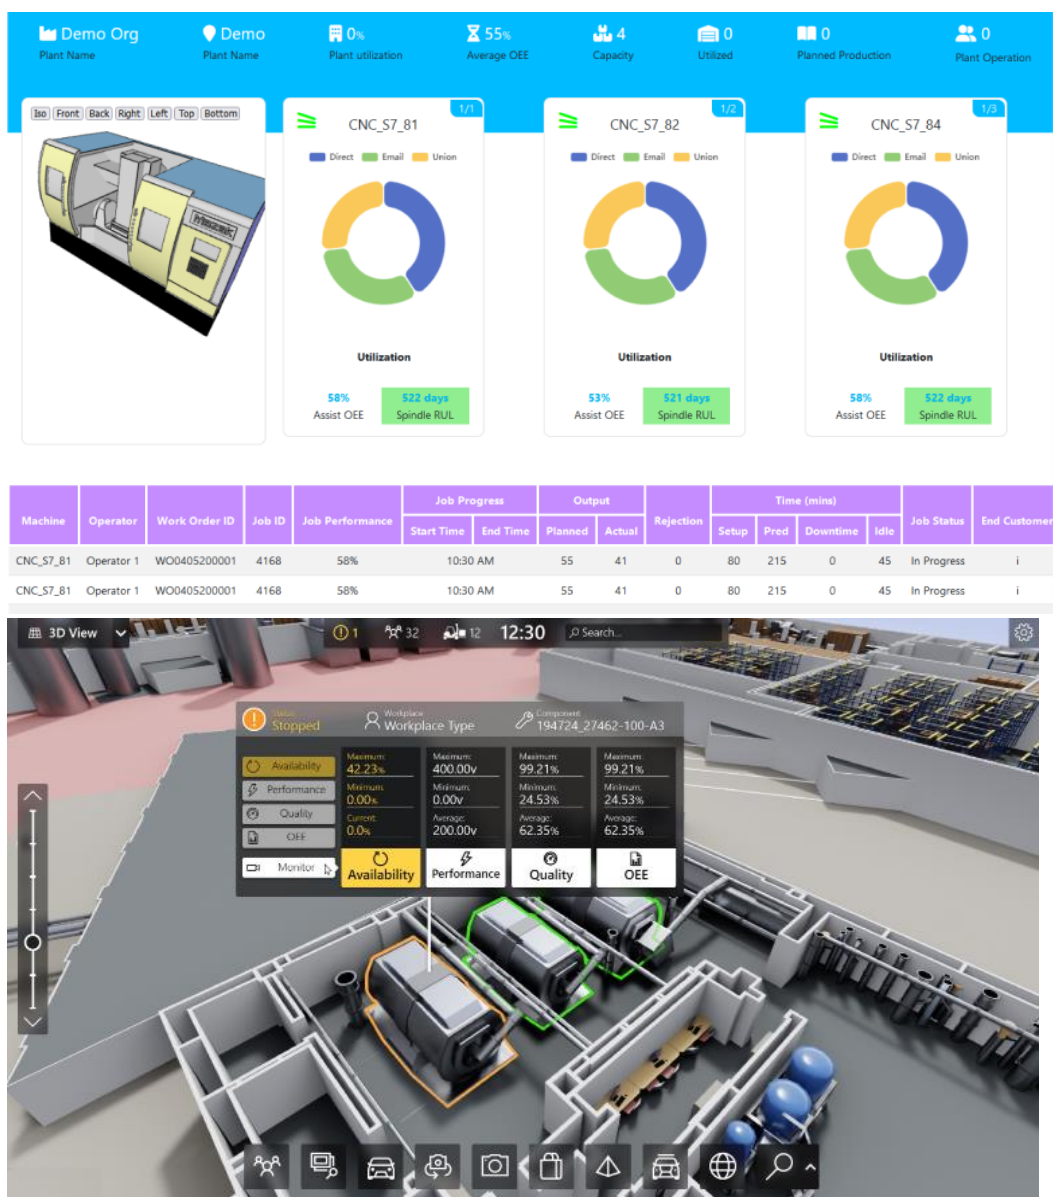 Demo Org
Plant Name
Demo
Plant Name
0%
Plant utilization
55%
Average OEE
4
Capacity
0
Utilized
0
Planned Production
0
Plant Operation
Iso Front Back Right Left Top Bottom
Mazak
1/1
CNC_S7_81
Direct Email Union
Utilization
58%
Assist OEE
522 days
Spindle RUL
1/2
CNC_S7_82
Direct Email Union
Utilization
53%
Assist OEE
521 days
Spindle RUL
1/3
CNC_S7_84
Direct Email Union
Utilization
58%
Assist OEE
522 days
Spindle RUL
Job Progress Output Time (mins)
Machine Operator Work Order ID Job ID Job Performance Rejection Job Status End Customer
Start Time End Time Planned Actual Setup Pred Downtime Idle
CNC_S7_81 Operator 1 WO0405200001 4168 58% 10:30 AM 55 41 0 80 215 0 45 In Progress i
CNC_S7_81 Operator 1 WO0405200001 4168 58% 10:30 AM 55 41 0 80 215 0 45 In Progress i
3D View
1
32
12
12:30
Search...
Status
Stopped
Workplace
Workplace Type
Component
194724_27462-100-A3
Availability
Performance
Quality
OEE
Monitor
Maximum:
42.23%
Minimum:
0.00%
Current:
0.0%
Availability
Maximum:
400.00v
Minimum:
0.00v
Average:
200.00v
Performance
Maximum:
99.21%
Minimum:
24.53%
Average:
62.35%
Quality
Maximum:
99.21%
Minimum:
24.53%
Average:
62.35%
OEE